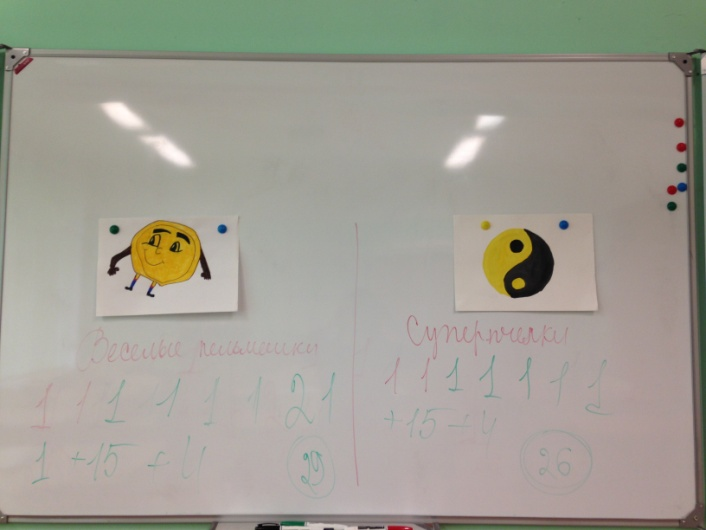 Веселые пельмешки
1 1 1 1 1 1 2 1
1 +15 +4 29
Суперпчелки
1 1 1 1 1 1 1
+15 +4
26